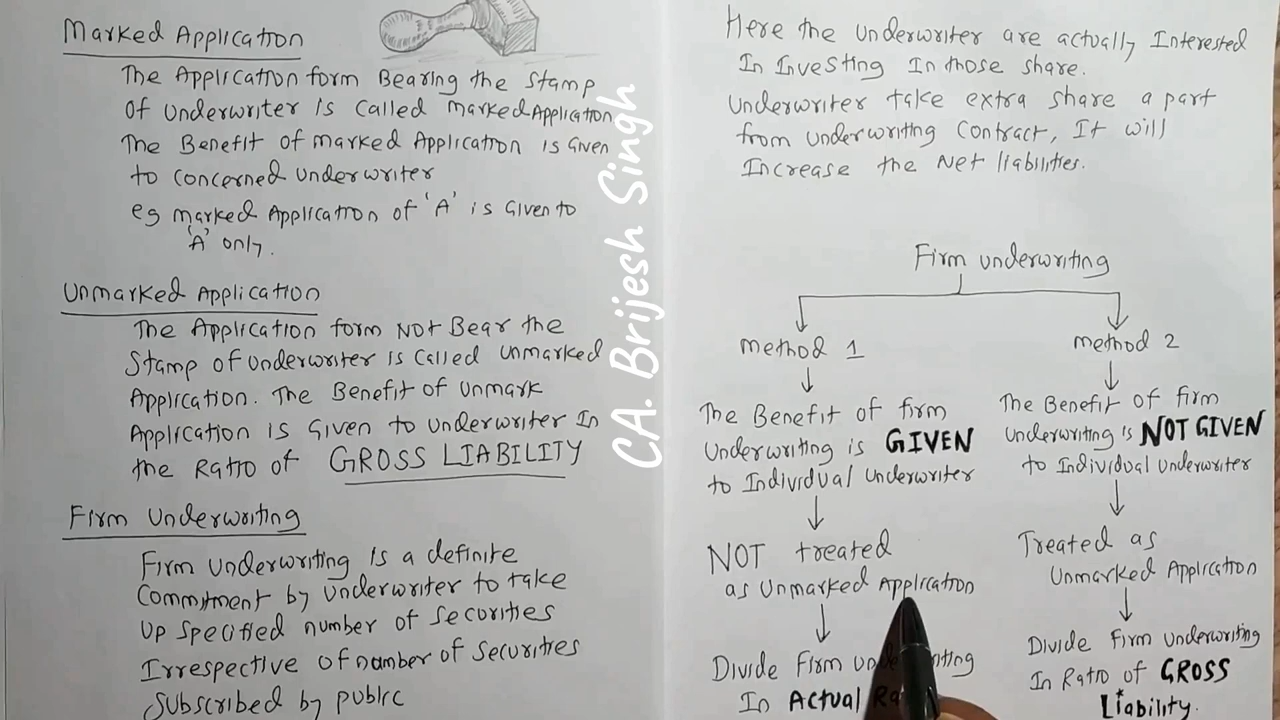 Marked Application
The Application form Bearing the Stamp
of Underwriter is called Marked Application
The Benefit of marked Application is Given
to concerned underwriter
eg marked Application of 'A' is Given to
'A' only.
Unmarked Application
The Application form NOT Bear the
Stamp of Underwriter is called unmarked
Application. The Benefit of Unmark
Application is Given to underwriter In
the Ratio of GROSS LIABILITY
Firm Underwriting
Firm underwriting is a definite
Commitment by underwriter to take
up specified number of securities
Irrespective of number of securities
Subscribed by public
CA. Brijesh Singh
Here the Underwriter are actually Interested
In Investing In those share.
Underwriter take extra share a part
from underwriting Contract, It will
Increase the Net liabilities.
Firm underwriting
method 1
The Benefit of firm
Underwriting is GIVEN
to Individual Underwriter
NOT treated
as Unmarked Application
Divide Firm
In Actual
method 2
The Benefit of firm
Underwriting is NOT GIVEN
to Individual Underwriter
Treated as
Unmarked Application
Divide Firm underwriting
In Ratio of GROSS
Liability.